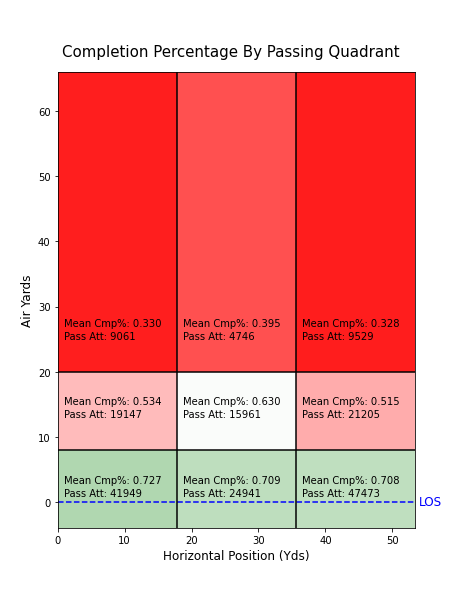 Completion Percentage By Passing Quadrant
60
50
40
30
20
10
0
Air Yards
Mean Cmp%: 0.330
Pass Att: 9061
Mean Cmp%: 0.395
Pass Att: 4746
Mean Cmp%: 0.328
Pass Att: 9529
Mean Cmp%: 0.534
Pass Att: 19147
Mean Cmp%: 0.630
Pass Att: 15961
Mean Cmp%: 0.515
Pass Att: 21205
Mean Cmp%: 0.727
Pass Att: 41949
Mean Cmp%: 0.709
Pass Att: 24941
Mean Cmp%: 0.708
Pass Att: 47473
LOS
0 10 20 30 40 50
Horizontal Position (Yds)